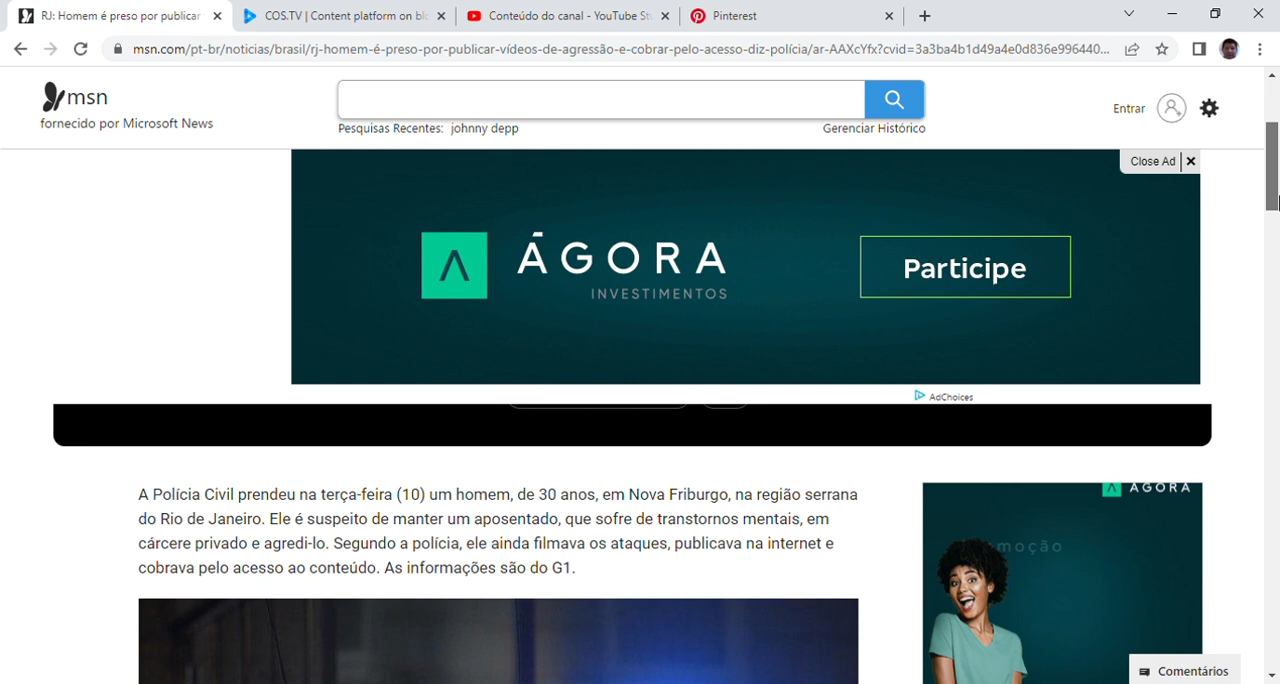 RJ: Homem é preso por publicar
COS.TV | Content platform on blo
Conteúdo do canal - YouTube St
Pinterest
msn.com/pt-br/noticias/brasil/rj-homem-é-preso-por-publicar-vídeos-de-agressão-e-cobrar-pelo-acesso-diz-polícia/ar-AAXcYfx?cvid=3a3ba4b1d49a4e0d836e996440...
msn
fornecido por Microsoft News
Pesquisas Recentes: johnny depp
Gerenciar Histórico
Entrar
Close Ad
ÁGORA
INVESTIMENTOS
Participe
AdChoices
A Polícia Civil prendeu na terça-feira (10) um homem, de 30 anos, em Nova Friburgo, na região serrana
do Rio de Janeiro. Ele é suspeito de manter um aposentado, que sofre de transtornos mentais, em
cárcere privado e agredi-lo. Segundo a polícia, ele ainda filmava os ataques, publicava na internet e
cobrava pelo acesso ao conteúdo. As informações são do G1.
ÁGORA
Comentários